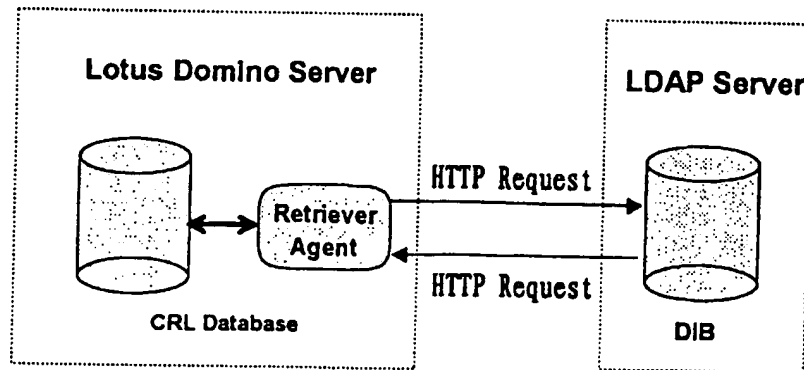 Lotus Domino Server
LDAP Server
HTTP Request
Retriever
Agent
HTTP Request
CRL Database
DIB